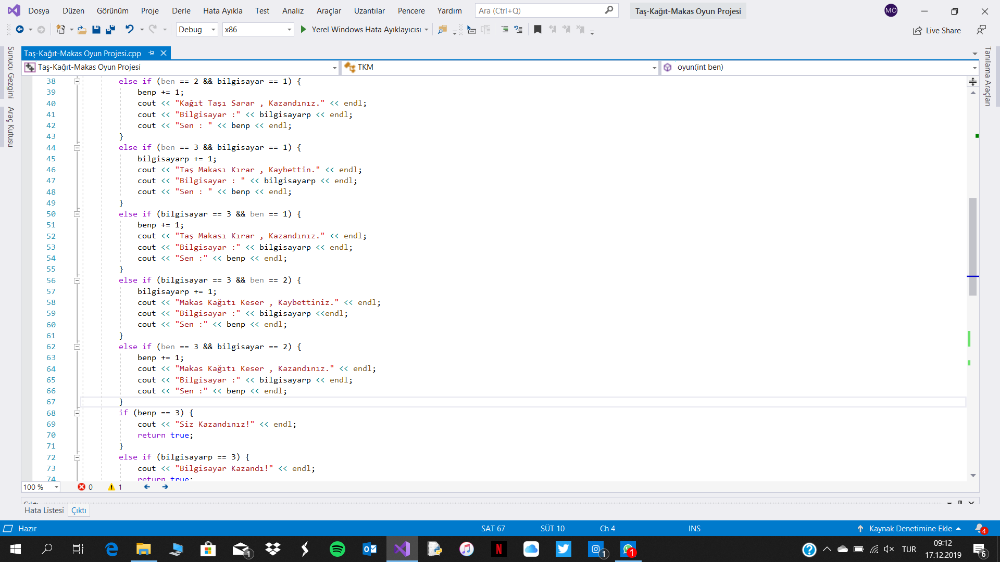 Dosya Düzen Görünüm Proje Derle Hata Ayıkla Test Analiz Araçlar Uzantılar Pencere Yardım Ara (Ctrl+Q) Taş-Kağıt-Makas Oyun Projesi MÖ
Debug x86 Yerel Windows Hata Ayıklayıcısı Live Share
Sunucu Gezgini
Araç Kutusu
Tanılama Araçları
Taş-Kağıt-Makas Oyun Projesi.cpp
Taş-Kağıt-Makas Oyun Projesi TKM oyun(int ben)
38 else if (ben == 2 && bilgisayar == 1) {
39 benp += 1;
40 cout << "Kağıt Taşı Sarar , Kazandınız." << endl;
41 cout << "Bilgisayar :" << bilgisayarp << endl;
42 cout << "Sen : " << benp << endl;
43 }
44 else if (ben == 3 && bilgisayar == 1) {
45 bilgisayarp += 1;
46 cout << "Taş Makası Kırar , Kaybettin." << endl;
47 cout << "Bilgisayar : " << bilgisayarp << endl;
48 cout << "Sen : " << benp << endl;
49 }
50 else if (bilgisayar == 3 && ben == 1) {
51 benp += 1;
52 cout << "Taş Makası Kırar , Kazandınız." << endl;
53 cout << "Bilgisayar :" << bilgisayarp << endl;
54 cout << "Sen :" << benp << endl;
55 }
56 else if (bilgisayar == 3 && ben == 2) {
57 bilgisayarp += 1;
58 cout << "Makas Kağıtı Keser , Kaybettiniz." << endl;
59 cout << "Bilgisayar :" << bilgisayarp <<endl;
60 cout << "Sen :" << benp << endl;
61 }
62 else if (ben == 3 && bilgisayar == 2) {
63 benp += 1;
64 cout << "Makas Kağıtı Keser , Kazandınız." << endl;
65 cout << "Bilgisayar :" << bilgisayarp << endl;
66 cout << "Sen :" << benp << endl;
67 }
68 if (benp == 3) {
69 cout << "Siz Kazandınız!" << endl;
70 return true;
71 }
72 else if (bilgisayarp == 3) {
73 cout << "Bilgisayar Kazandı!" << endl;
74 return true;
100 % 0 1
Çıktı
Hata Listesi Çıktı
Hazır SAT 67 SÜT 10 Ch 4 INS Kaynak Denetimine Ekle 4
1 1 1 TUR 09:12
17.12.2019 6